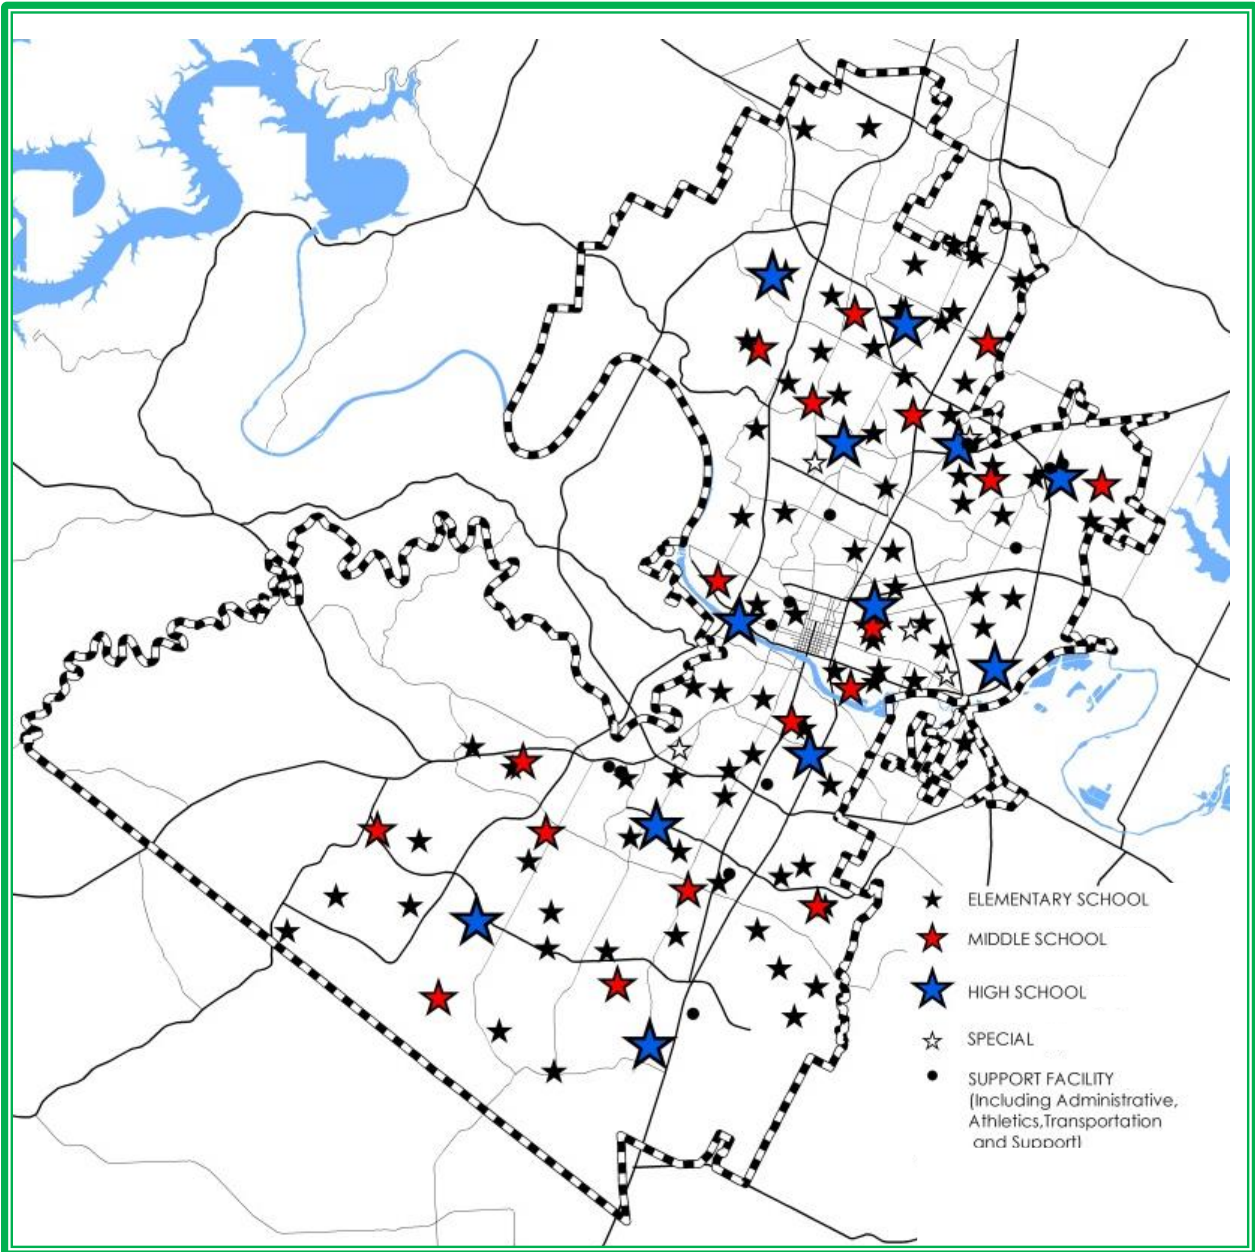 ELEMENTARY SCHOOL
MIDDLE SCHOOL
HIGH SCHOOL
SPECIAL
SUPPORT FACILITY
(Including Administrative,
Athletics,Transportation
and Support)